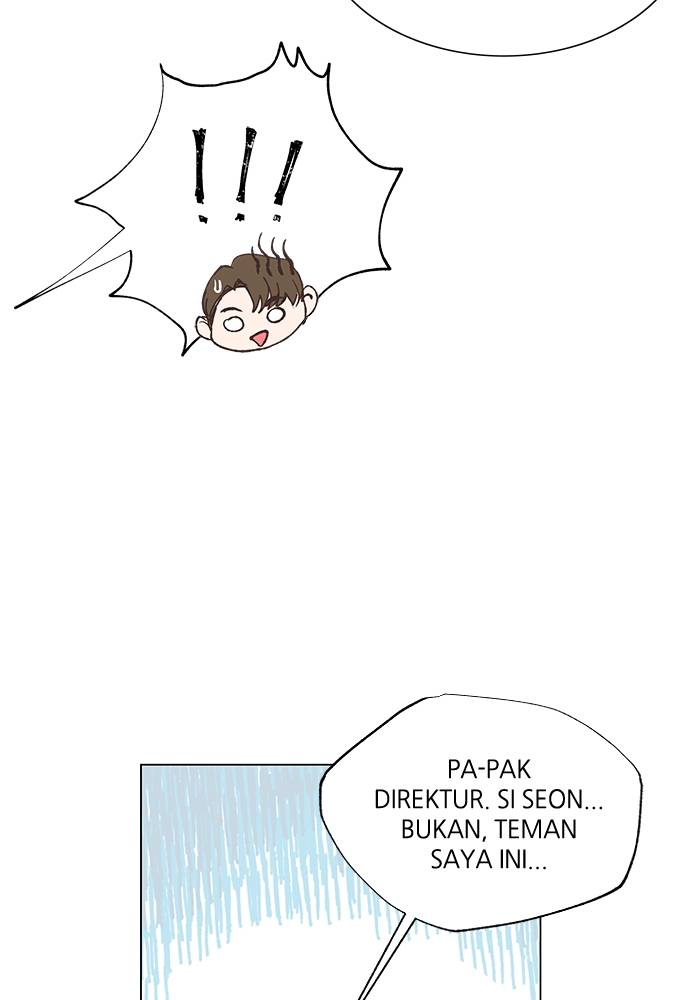 !!!
PA-PAK
DIREKTUR. SI SEON...
BUKAN, TEMAN
SAYA INI...